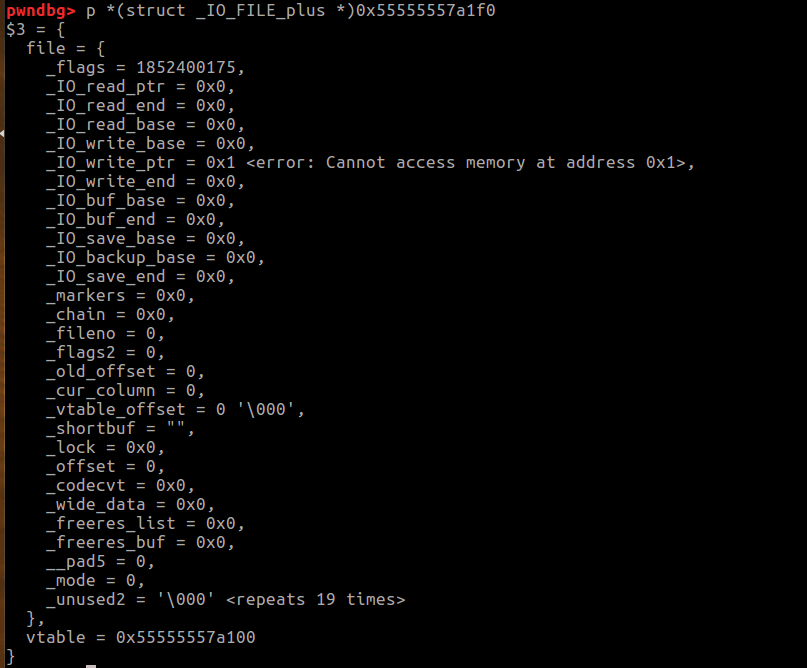 pwndbg> p *(struct _IO_FILE_plus *)0x55555557a1f0
$3 = {
  file = {
    _flags = 1852400175,
    _IO_read_ptr = 0x0,
    _IO_read_end = 0x0,
    _IO_read_base = 0x0,
    _IO_write_base = 0x0,
    _IO_write_ptr = 0x1 <error: Cannot access memory at address 0x1>,
    _IO_write_end = 0x0,
    _IO_buf_base = 0x0,
    _IO_buf_end = 0x0,
    _IO_save_base = 0x0,
    _IO_backup_base = 0x0,
    _IO_save_end = 0x0,
    _markers = 0x0,
    _chain = 0x0,
    _fileno = 0,
    _flags2 = 0,
    _old_offset = 0,
    _cur_column = 0,
    _vtable_offset = 0 '\000',
    _shortbuf = "",
    _lock = 0x0,
    _offset = 0,
    _codecvt = 0x0,
    _wide_data = 0x0,
    _freeres_list = 0x0,
    _freeres_buf = 0x0,
    __pad5 = 0,
    _mode = 0,
    _unused2 = '\000' <repeats 19 times>
  },
  vtable = 0x55555557a100
}